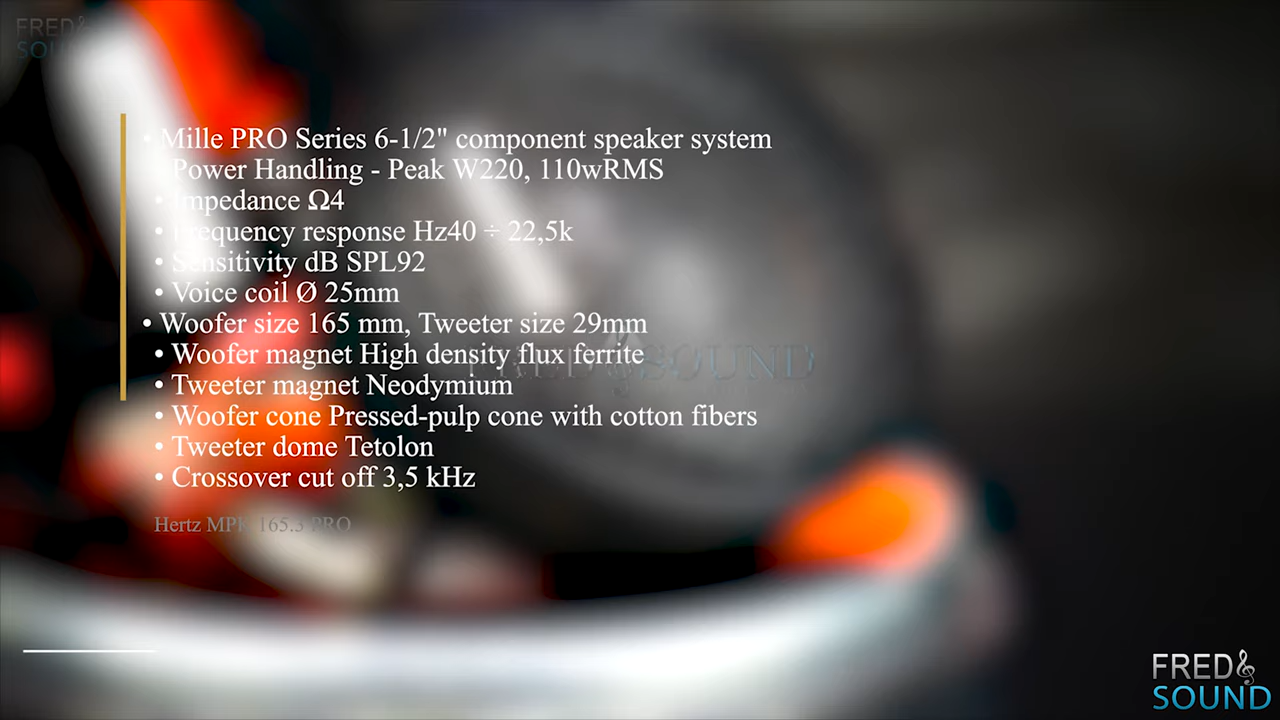 FRED
SOUND
• Mille PRO Series 6-1/2" component speaker system
Power Handling - Peak W220, 110wRMS
• Impedance Ω4
• Frequency response Hz40 ÷ 22,5k
• Sensitivity dB SPL92
• Voice coil Ø 25mm
• Woofer size 165 mm, Tweeter size 29mm
• Woofer magnet High density flux ferrite
FRED SOUND
• Tweeter magnet Neodymium
• Woofer cone Pressed-pulp cone with cotton fibers
• Tweeter dome Tetolon
• Crossover cut off 3,5 kHz
Hertz MPK 165.3 PRO
FRED
SOUND